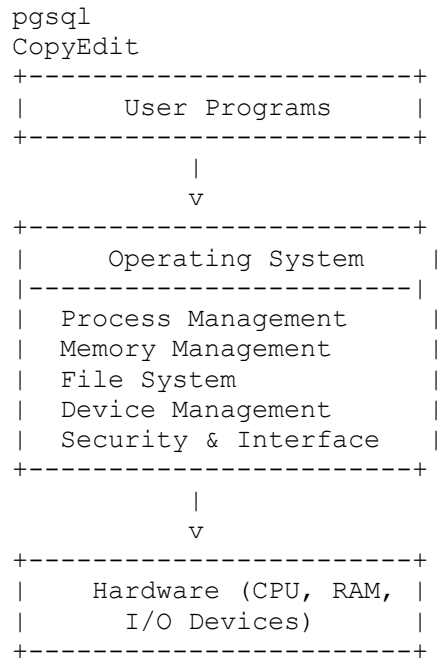 pgsql
CopyEdit
+------------------------+
|      User Programs     |
+------------------------+
          |
          v
+------------------------+
|     Operating System    |
|------------------------|
|  Process Management     |
|  Memory Management      |
|  File System            |
|  Device Management      |
|  Security & Interface   |
+------------------------+
          |
          v
+------------------------+
|    Hardware (CPU, RAM, |
|      I/O Devices)      |
+------------------------+